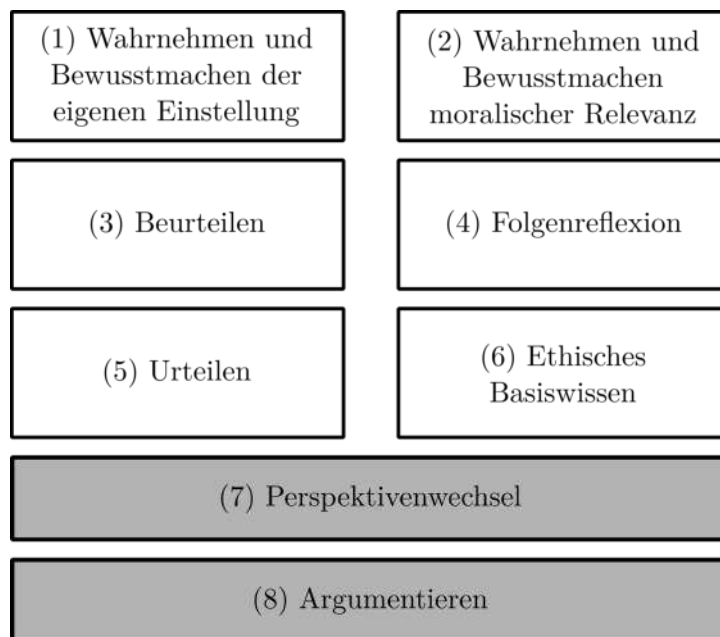 (1) Wahrnehmen und
Bewusstmachen der
eigenen Einstellung
(2) Wahrnehmen und
Bewusstmachen
moralischer Relevanz
(3) Beurteilen
(4) Folgenreflexion
(5) Urteilen
(6) Ethisches
Basiswissen
(7) Perspektivenwechsel
(8) Argumentieren